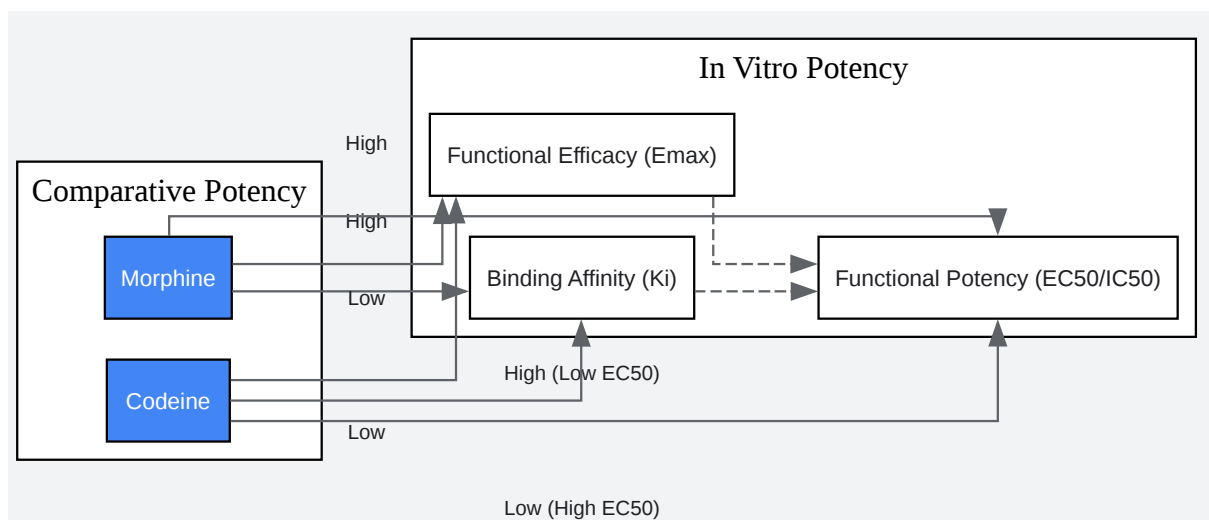 In Vitro Potency
High
Functional Efficacy (Emax)
Comparative Potency
High
Morphine
Binding Affinity (Ki)
Functional Potency (EC50/IC50)
Low
High (Low EC50)
Codeine
Low
Low (High EC50)